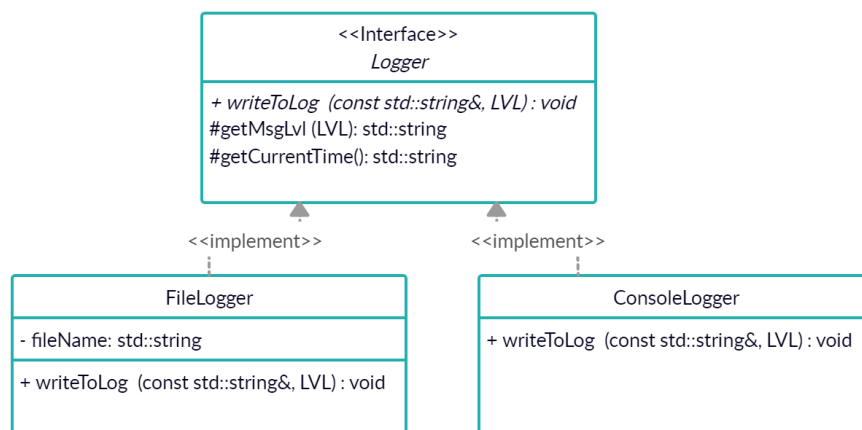 <<Interface>>
Logger
+ writeToLog (const std::string&, LVL) : void
#getMsgLvl (LVL): std::string
#getCurrentTime(): std::string
<<implement>>
<<implement>>
FileLogger
- fileName: std::string
+ writeToLog (const std::string&, LVL) : void
ConsoleLogger
+ writeToLog (const std::string&, LVL) : void